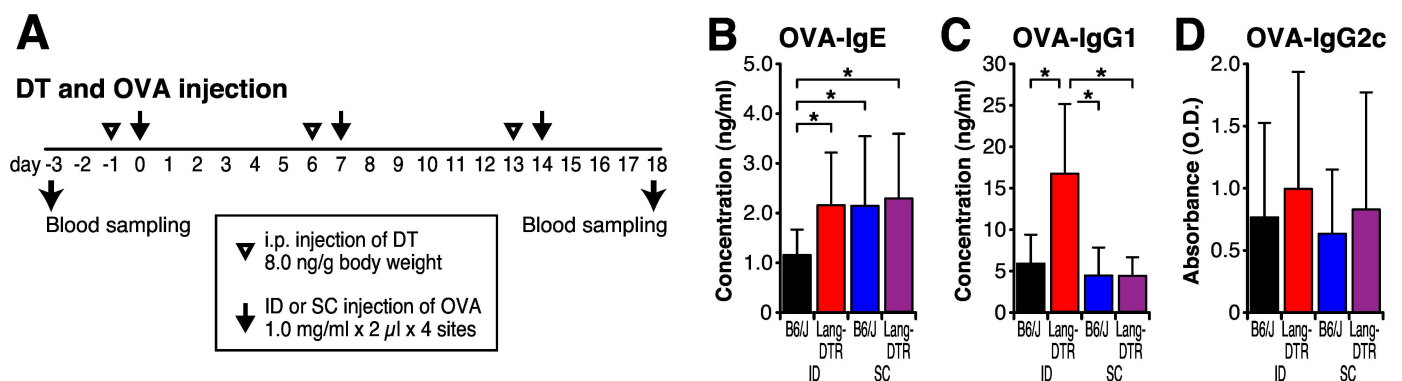 A
DT and OVA injection
day -3 -2 -1 0 1 2 3 4 5 6 7 8 9 10 11 12 13 14 15 16 17 18
Blood sampling Blood sampling
i.p. injection of DT
8.0 ng/g body weight
ID or SC injection of OVA
1.0 mg/ml x 2 µl x 4 sites
B OVA-IgE
Concentration (ng/ml)
5.0
4.0
3.0
2.0
1.0
0
*
*
*
B6/J Lang- B6/J Lang-
DTR DTR
ID SC
C OVA-IgG1
Concentration (ng/ml)
30
25
20
15
10
5
0
* *
*
B6/J Lang- B6/J Lang-
DTR DTR
ID SC
D OVA-IgG2c
Absorbance (O.D.)
2.0
1.5
1.0
0.5
0
B6/J Lang- B6/J Lang-
DTR DTR
ID SC